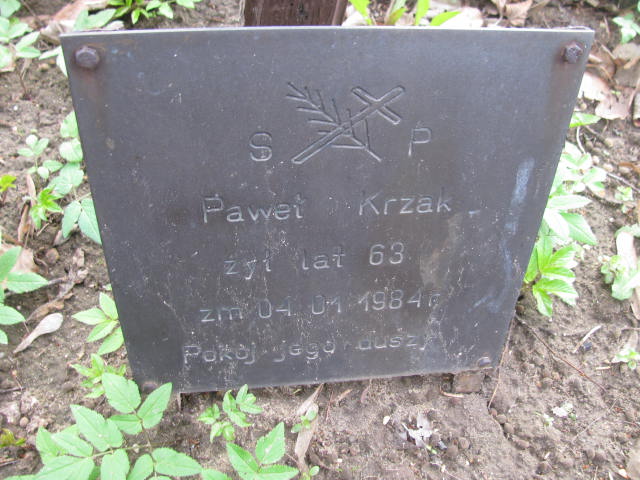 S P
Paweł Krzak
żył lat 63
zm 04 01 1984 r
Pokój jego duszy